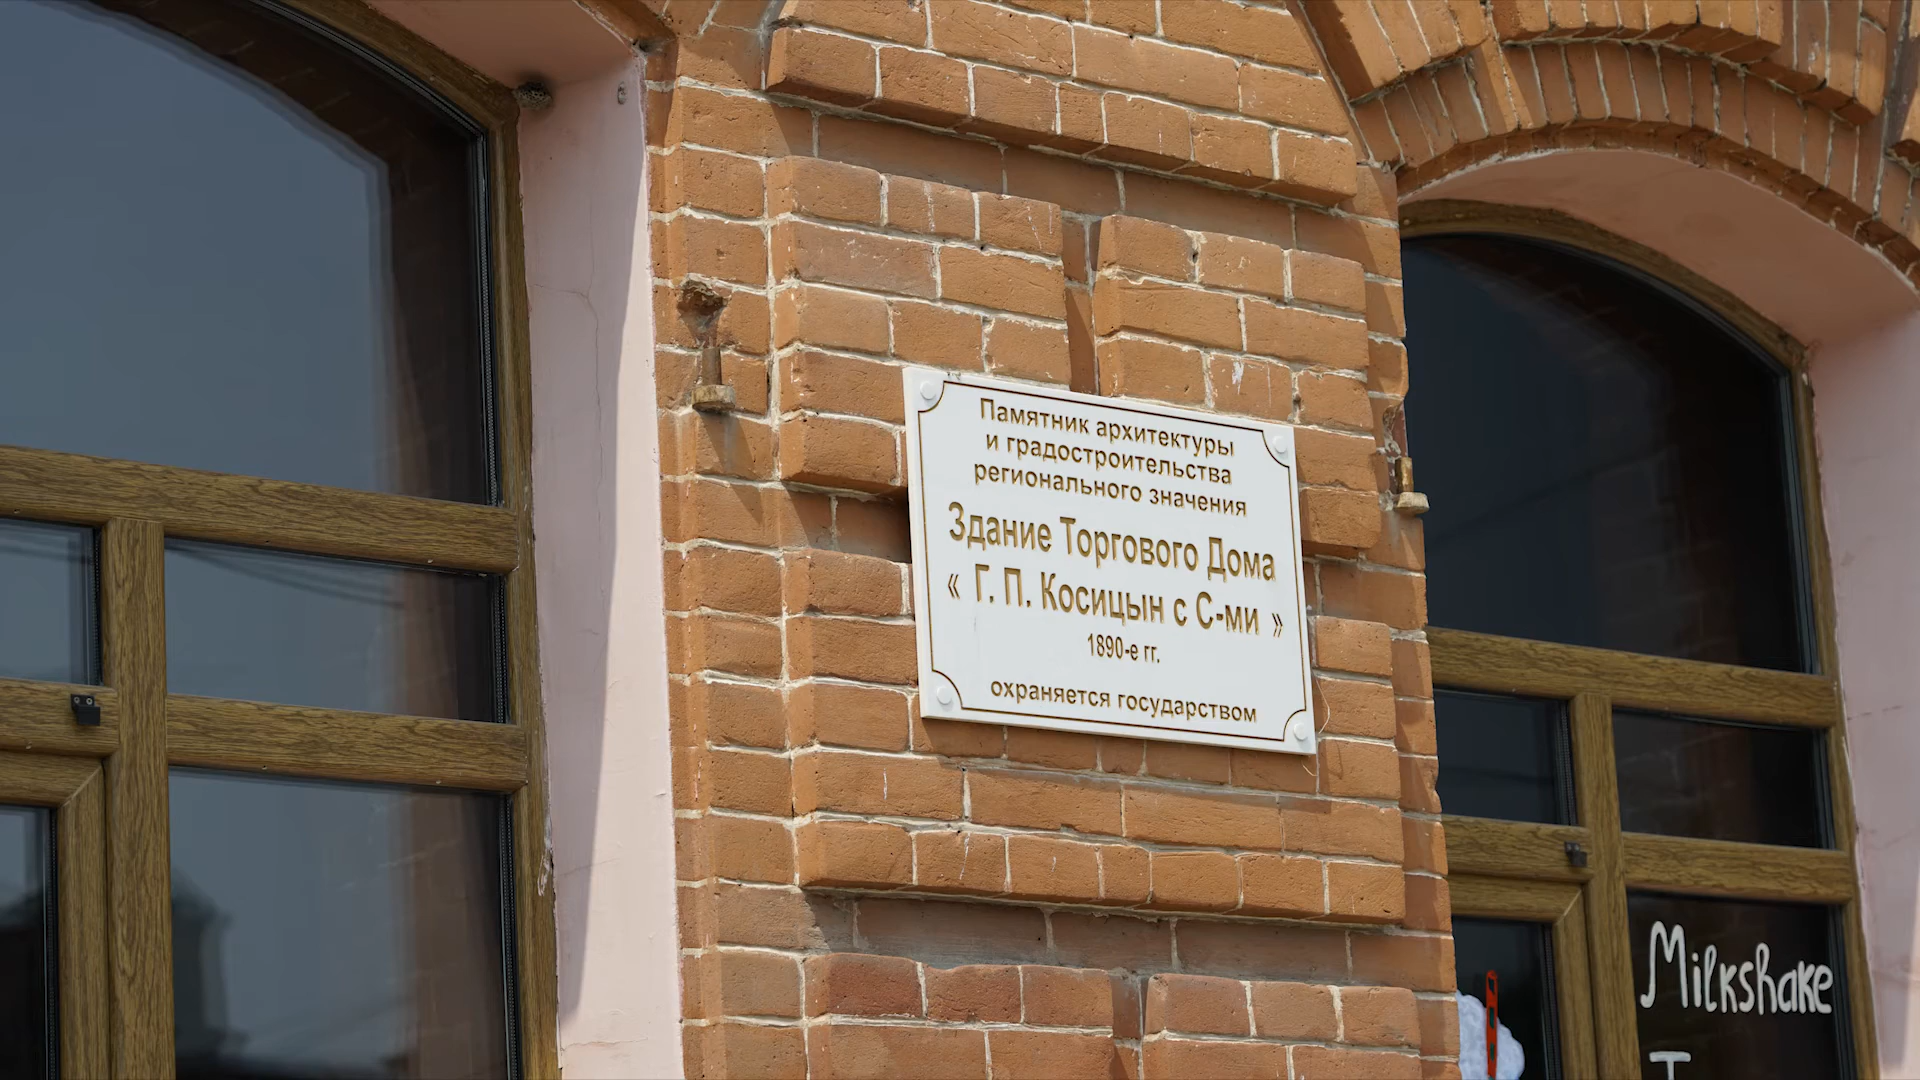 Памятник архитектуры
и градостроительства
регионального значения
Здание Торгового Дома
« Г. П. Косицын с С-ми »
1890-е гг.
охраняется государством
Milkshake